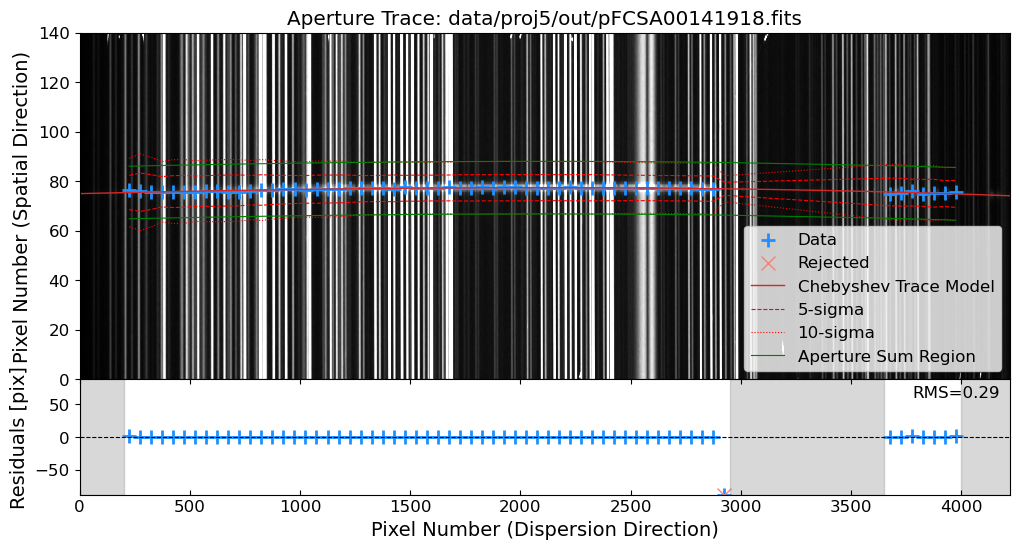 Aperture Trace: data/proj5/out/pFCSA00141918.fits
140
120
100
80
60
40
20
0
Pixel Number (Spatial Direction)
Data
Rejected
Chebyshev Trace Model
5-sigma
10-sigma
Aperture Sum Region
RMS=0.29
50
0
−50
Residuals [pix]
0 500 1000 1500 2000 2500 3000 3500 4000
Pixel Number (Dispersion Direction)